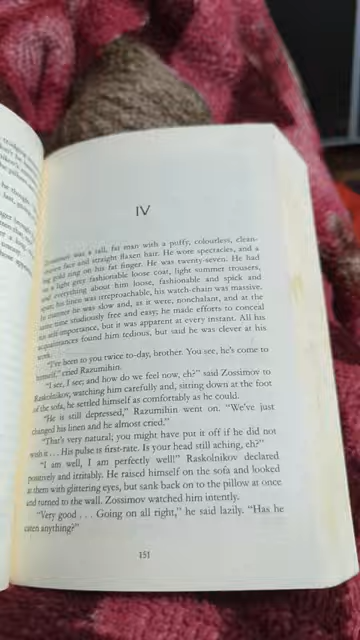 IV
Zossimov was a tall, fat man with a puffy, colourless, clean-
shaven face and straight flaxen hair. He wore spectacles, and a
big gold ring on his fat finger. He was twenty-seven. He had
on a light grey fashionable loose coat, light summer trousers,
and everything about him loose, fashionable and spick and
span; his linen was irreproachable, his watch-chain was massive.
In manner he was slow and, as it were, nonchalant, and at the
same time studiously free and easy; he made efforts to conceal
his self-importance, but it was apparent at every instant. All his
acquaintances found him tedious, but said he was clever at his
work.
"I've been to you twice to-day, brother. You see, he's come to
himself," cried Razumihin.
"I see, I see; and how do we feel now, eh?" said Zossimov to
Raskolnikov, watching him carefully and, sitting down at the foot
of the sofa, he settled himself as comfortably as he could.
"He is still depressed," Razumihin went on. "We've just
changed his linen and he almost cried."
"That's very natural; you might have put it off if he did not
wish it . . . His pulse is first-rate. Is your head still aching, eh?"
"I am well, I am perfectly well!" Raskolnikov declared
positively and irritably. He raised himself on the sofa and looked
at them with glittering eyes, but sank back on to the pillow at once
and turned to the wall. Zossimov watched him intently.
"Very good . . . Going on all right," he said lazily. "Has he
eaten anything?"
151